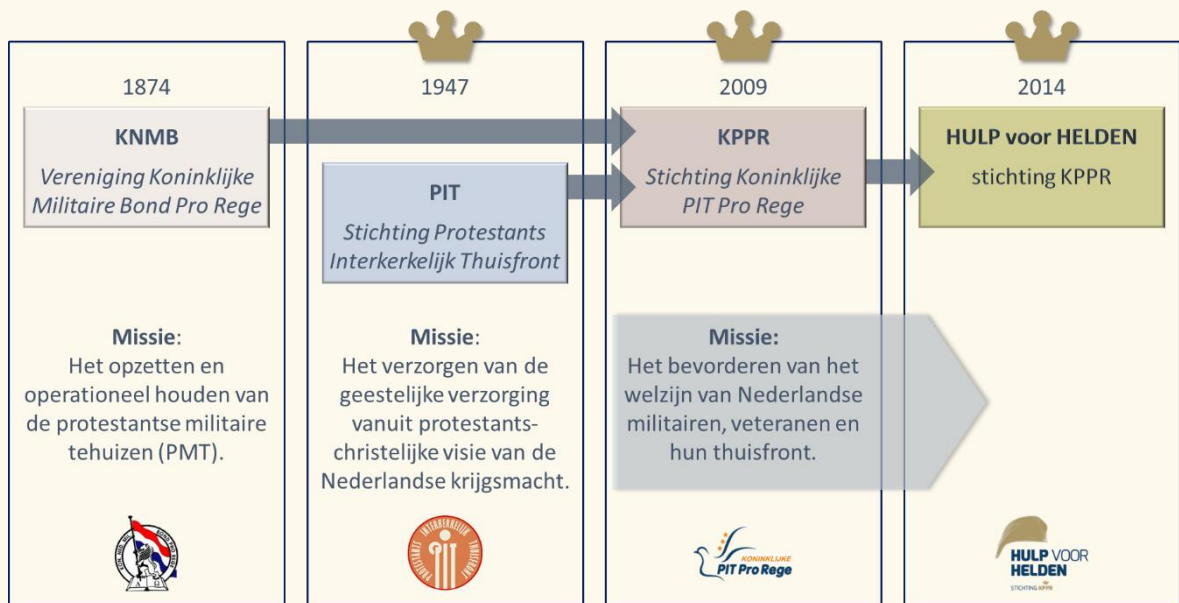 1874
KNMB
Vereniging Koninklijke
Militaire Bond Pro Rege
Missie:
Het opzetten en
operationeel houden van
de protestantse militaire
tehuizen (PMT).
1947
PIT
Stichting Protestants
Interkerkelijk Thuisfront
Missie:
Het verzorgen van de
geestelijke verzorging
vanuit protestants-
christelijke visie van de
Nederlandse krijgsmacht.
PROTESTANTS INTERKERKELIJK THUISFRONT
PIT
2009
KPPR
Stichting Koninklijke
PIT Pro Rege
Missie:
Het bevorderen van het
welzijn van Nederlandse
militairen, veteranen en
hun thuisfront.
KONINKLIJKE
PIT Pro Rege
2014
HULP voor HELDEN
stichting KPPR
HULP VOOR
HELDEN
STICHTING KPPR